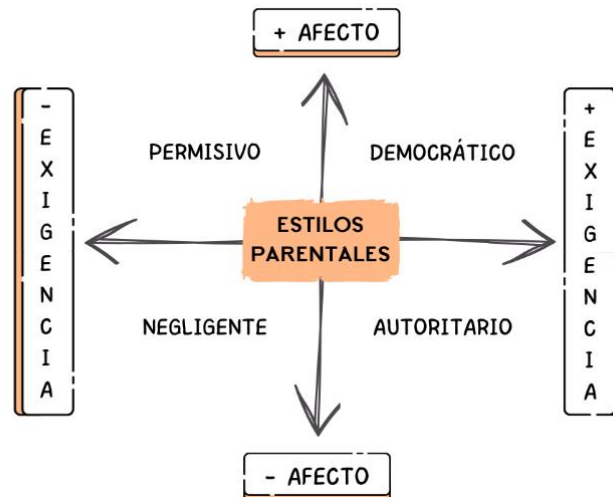 + AFECTO
- EXIGENCIA
+ EXIGENCIA
PERMISIVO
DEMOCRÁTICO
ESTILOS
PARENTALES
NEGLIGENTE
AUTORITARIO
- AFECTO